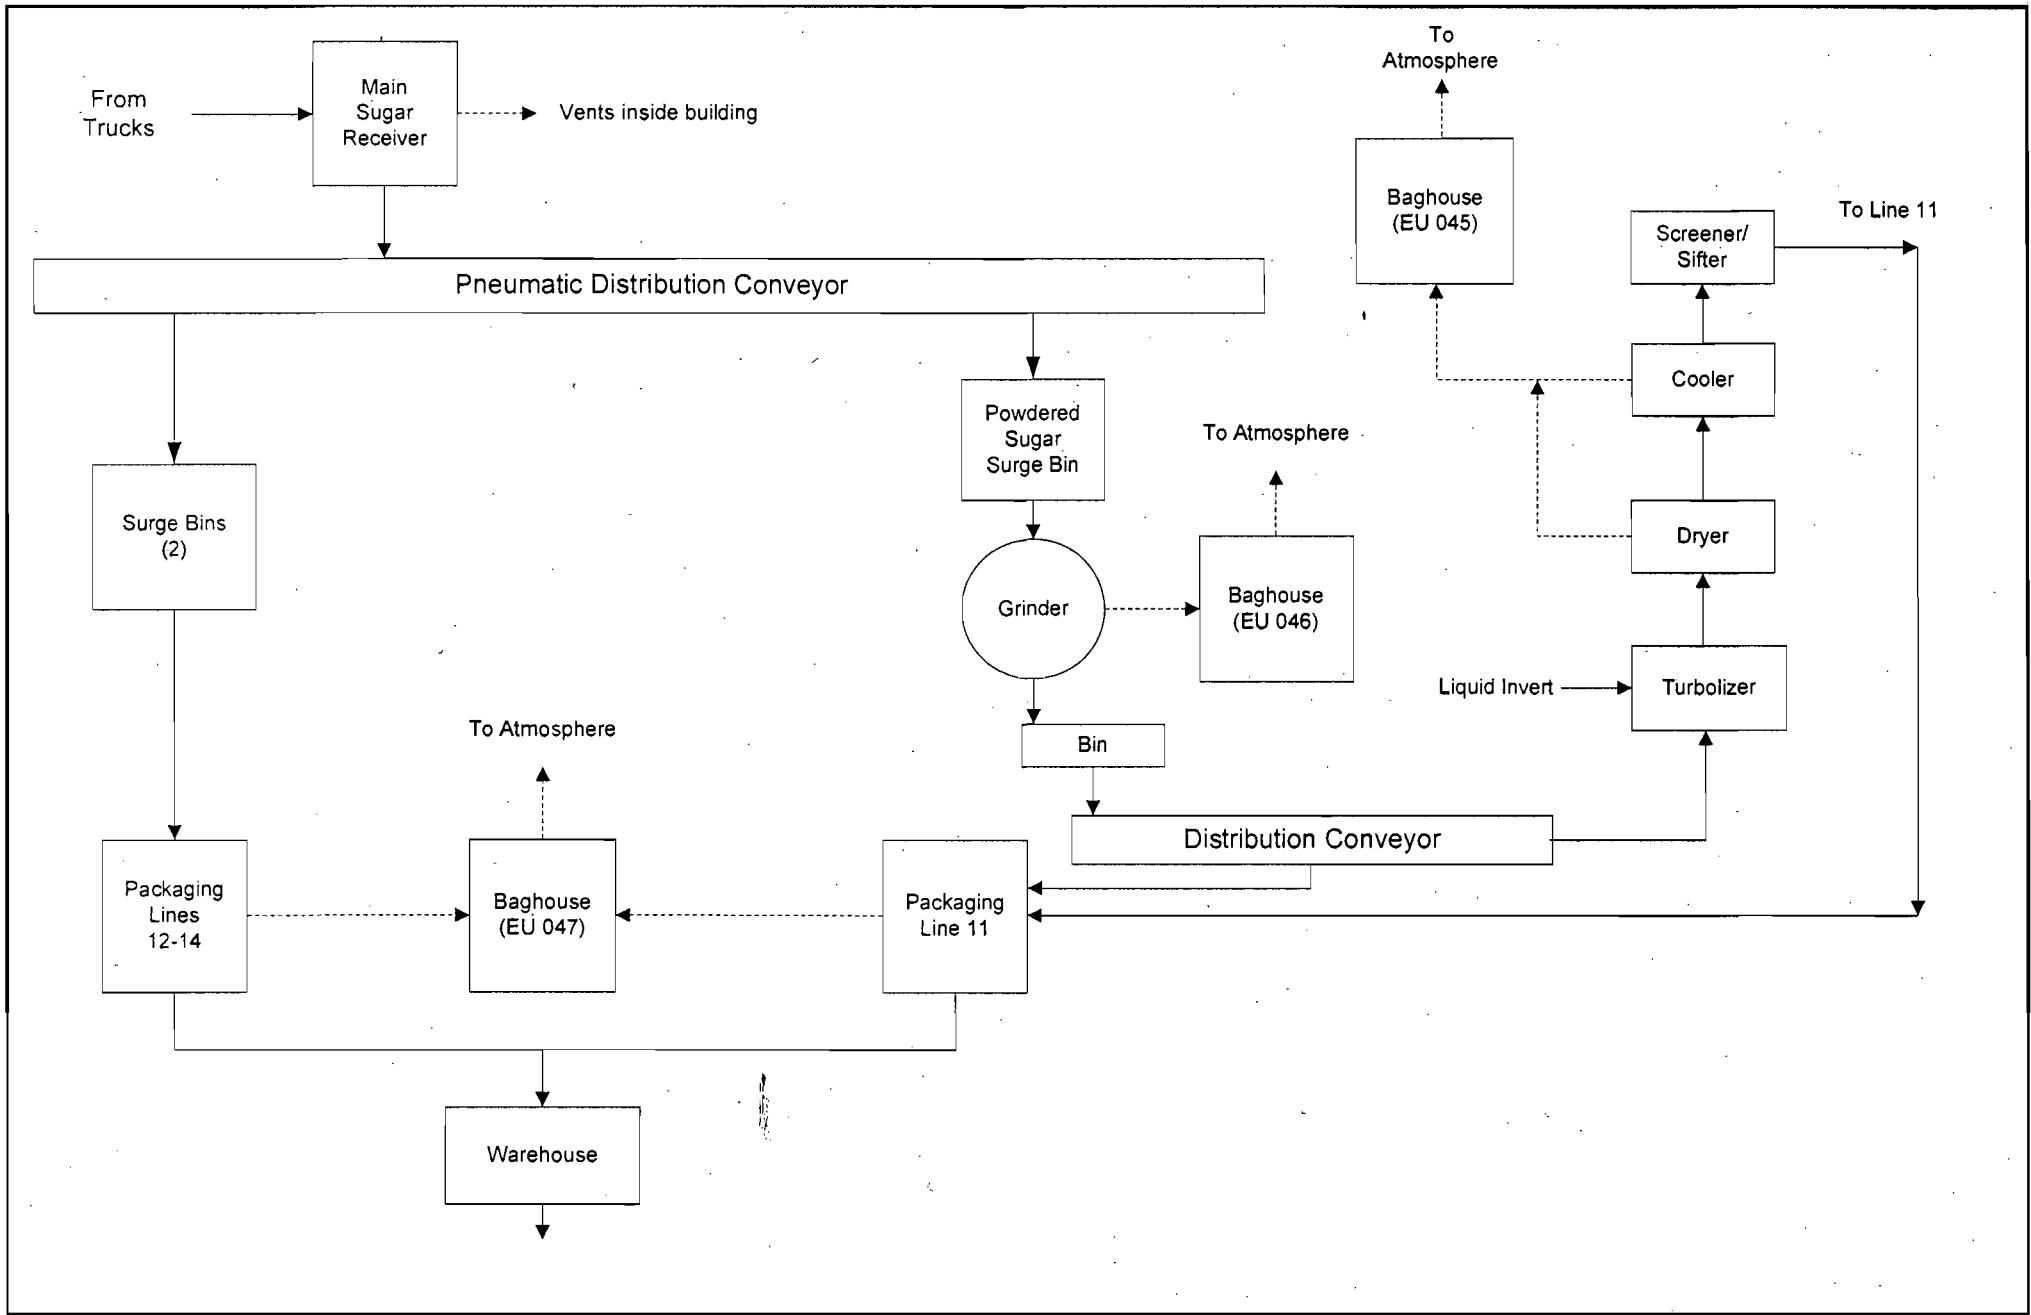 From
Trucks
Main
Sugar
Receiver
Vents inside building
To
Atmosphere
Baghouse
(EU 045)
To Line 11
Screener/
Sifter
Pneumatic Distribution Conveyor
Cooler
Powdered
Sugar
Surge Bin
To Atmosphere
Surge Bins
(2)
Dryer
Grinder
Baghouse
(EU 046)
Liquid Invert
Turbolizer
To Atmosphere
Bin
Distribution Conveyor
Packaging
Lines
12-14
Baghouse
(EU 047)
Packaging
Line 11
Warehouse